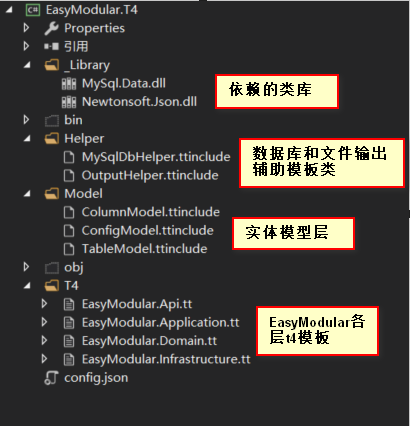 EasyModular.T4
Properties
引用
_Library
MySql.Data.dll
Newtonsoft.Json.dll
依赖的类库
bin
Helper
MySqlDbHelper.ttinclude
OutputHelper.ttinclude
数据库和文件输出
辅助模板类
Model
ColumnModel.ttinclude
ConfigModel.ttinclude
TableModel.ttinclude
实体模型层
obj
T4
EasyModular.Api.tt
EasyModular.Application.tt
EasyModular.Domain.tt
EasyModular.Infrastructure.tt
EasyModular各
层t4模板
config.json